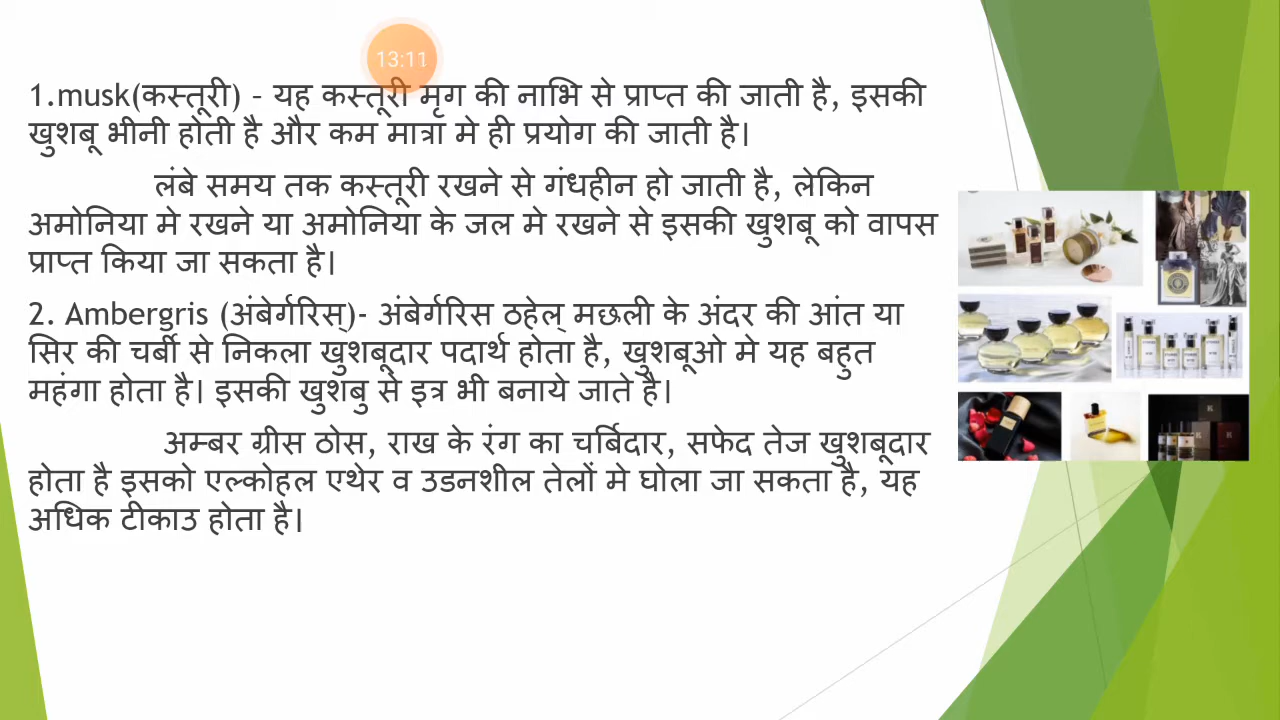 13:11
1.musk(कस्तूरी) – यह कस्तूरी मृग की नाभि से प्राप्त की जाती है, इसकी
खुशबू भीनी होती है और कम मात्रा मे ही प्रयोग की जाती है।
लंबे समय तक कस्तूरी रखने से गंधहीन हो जाती है, लेकिन
अमोनिया मे रखने या अमोनिया के जल मे रखने से इसकी खुशबू को वापस
प्राप्त किया जा सकता है।
2. Ambergris (अंबेर्गरिस्)- अंबेर्गरिस ठहेल् मछली के अंदर की आंत या
सिर की चर्बी से निकला खुशबूदार पदार्थ होता है, खुशबूओ मे यह बहुत
महंगा होता है। इसकी खुशबु से इत्र भी बनाये जाते है।
अम्बर ग्रीस ठोस, राख के रंग का चर्बिदार, सफेद तेज खुशबूदार
होता है इसको एल्कोहल एथेर व उडनशील तेलों मे घोला जा सकता है, यह
अधिक टीकाउ होता है।